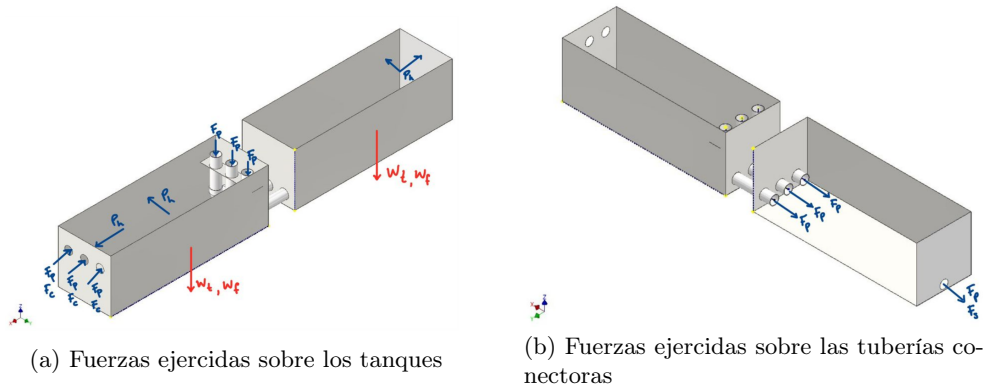 F_P
F_P
F_P
P_h
P_h
P_h
W_t, W_f
W_t, W_f
F_P
F_P
F_P
F_c
F_c
F_c
X
Y
Z
(a) Fuerzas ejercidas sobre los tanques
F_P
F_P
F_P
F_P
F_s
X
Y
Z
(b) Fuerzas ejercidas sobre las tuberías co-
nectoras